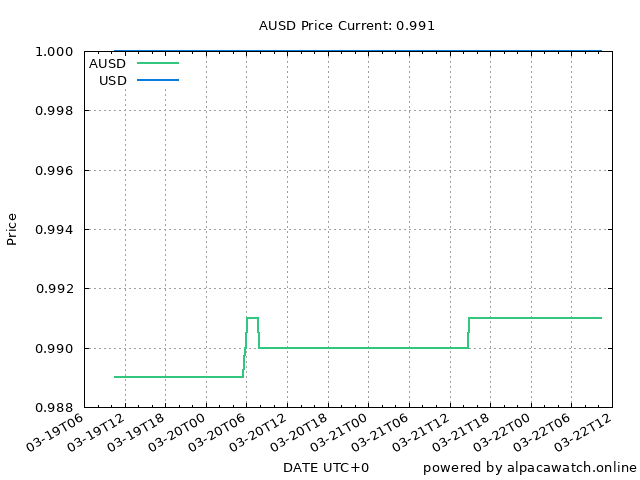 AUSD Price Current: 0.991
1.000
AUSD
USD
0.998
0.996
0.994
0.992
0.990
0.988
Price
03-19T06
03-19T12
03-19T18
03-20T00
03-20T06
03-20T12
03-20T18
03-21T00
03-21T06
03-21T12
03-21T18
03-22T00
03-22T06
03-22T12
DATE UTC+0
powered by alpacawatch.online